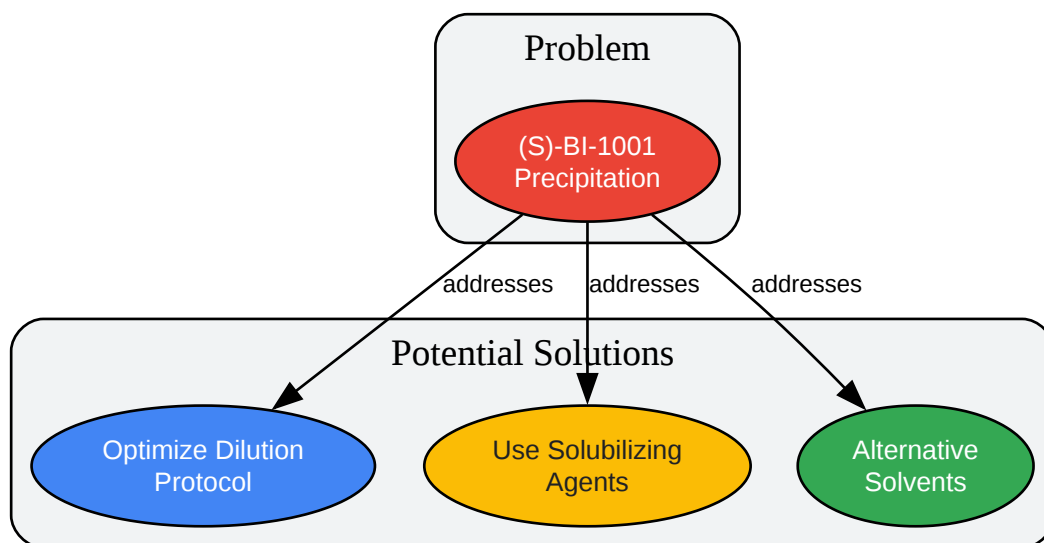 Problem
(S)-BI-1001
Precipitation
addresses
addresses
addresses
Potential Solutions
Optimize Dilution
Protocol
Use Solubilizing
Agents
Alternative
Solvents